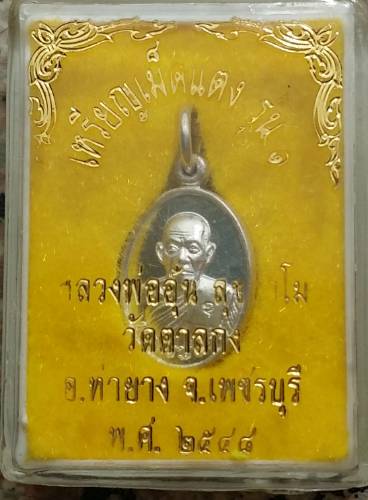 เหรียญเม็ดแตง รุ่น ๑
หลวงพ่ออุ้น
วัดตาลกง
อ.ท่ายาง จ.เพชรบุรี
พ.ศ. ๒๕๔๘